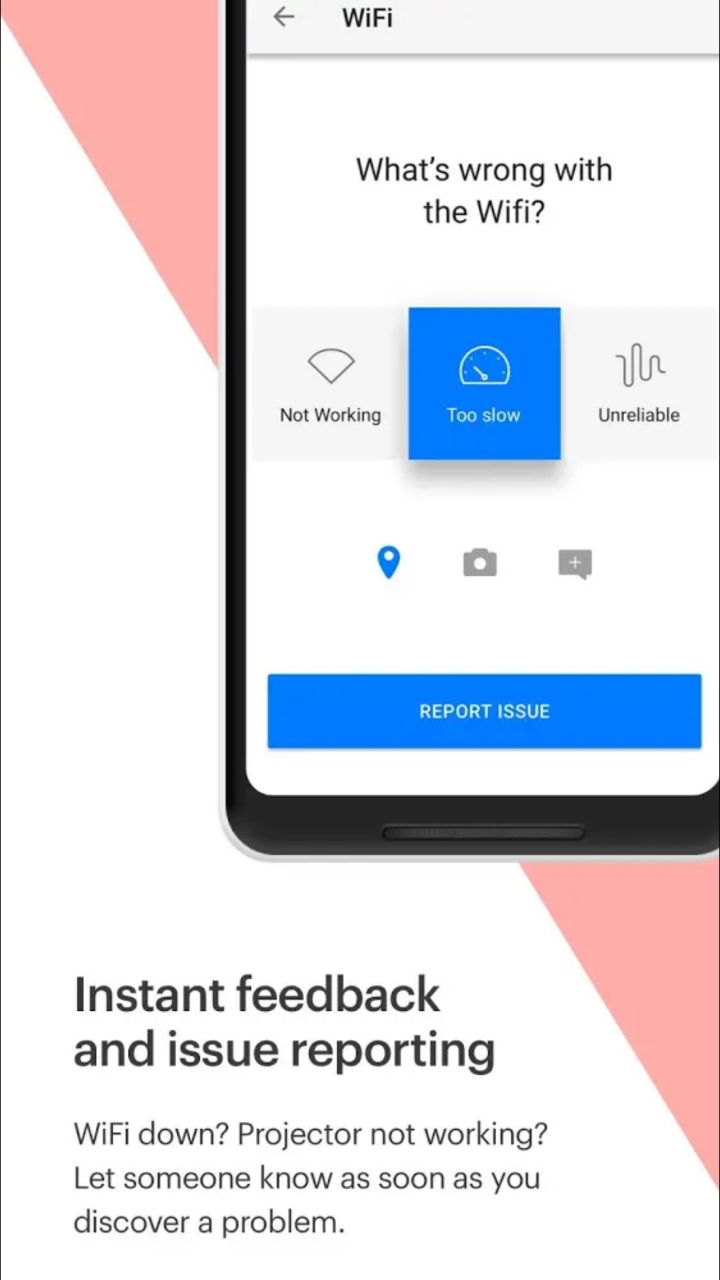 WiFi
What’s wrong with
the Wifi?
Not Working
Too slow
Unreliable
REPORT ISSUE
Instant feedback
and issue reporting
WiFi down? Projector not working?
Let someone know as soon as you
discover a problem.